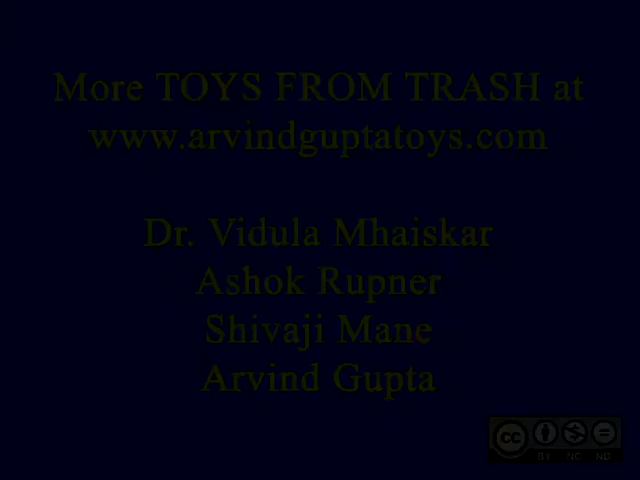 More TOYS FROM TRASH at
www.arvindguptatoys.com
Dr. Vidula Mhaiskar
Ashok Rupner
Shivaji Mane
Arvind Gupta
cc
BY NC ND